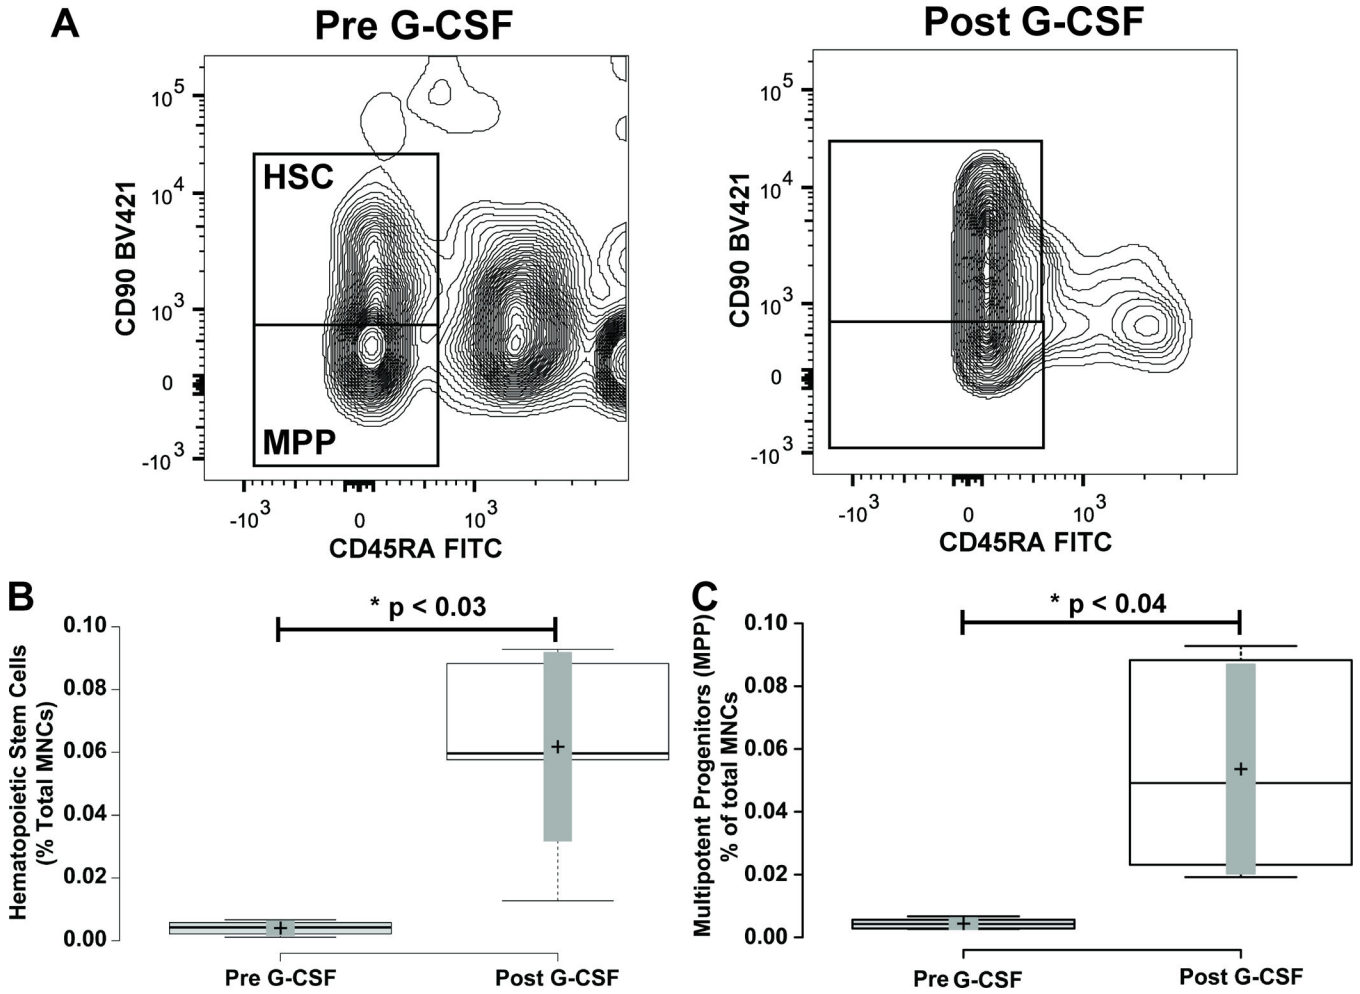 A
Pre G-CSF
Post G-CSF
CD90 BV421
10^5
10^4
10^3
0
-10^3
HSC
MPP
-10^3
0
10^3
CD45RA FITC
CD90 BV421
10^5
10^4
10^3
0
-10^3
-10^3
0
10^3
CD45RA FITC
B
* p < 0.03
Hematopoietic Stem Cells
(% Total MNCs)
0.10
0.08
0.06
0.04
0.02
0.00
Pre G-CSF
Post G-CSF
C
* p < 0.04
Multipotent Progenitors (MPP)
% of total MNCs
0.10
0.08
0.06
0.04
0.02
0.00
Pre G-CSF
Post G-CSF